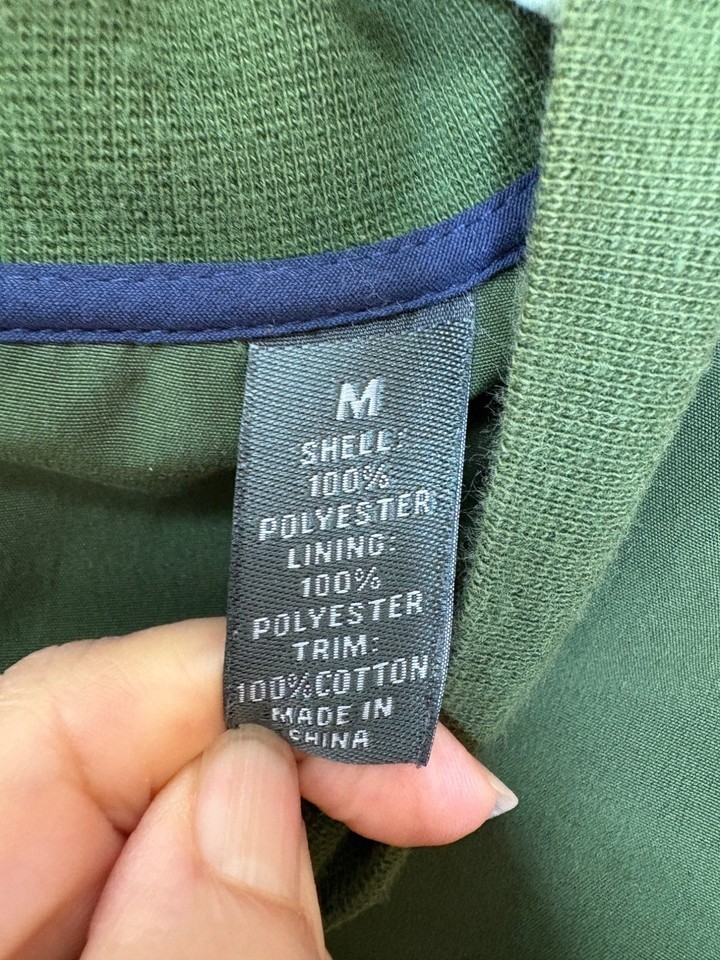 M
SHELL:
100%
POLYESTER
LINING:
100%
POLYESTER
TRIM:
100%COTTON
MADE IN
CHINA